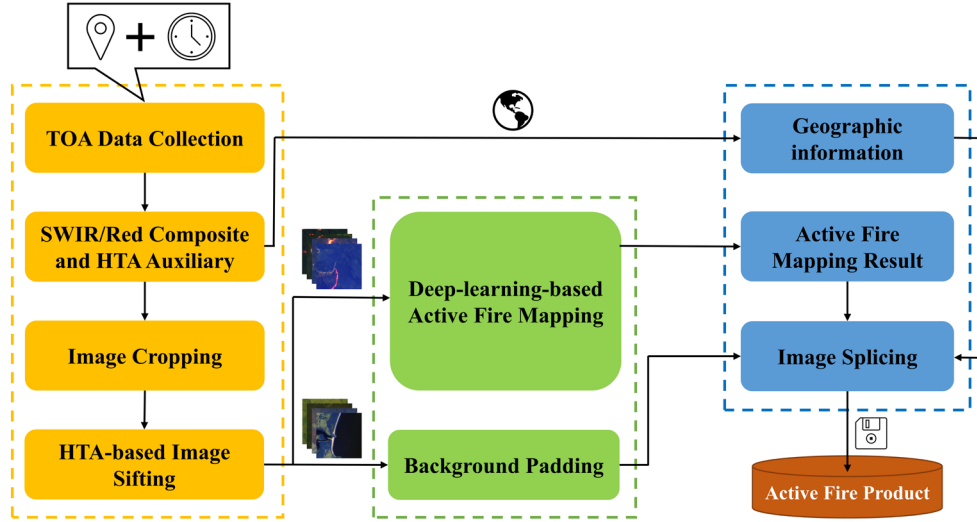 TOA Data Collection
SWIR/Red Composite
and HTA Auxiliary
Image Cropping
HTA-based Image
Sifting
Deep-learning-based
Active Fire Mapping
Background Padding
Geographic
information
Active Fire
Mapping Result
Image Splicing
Active Fire Product